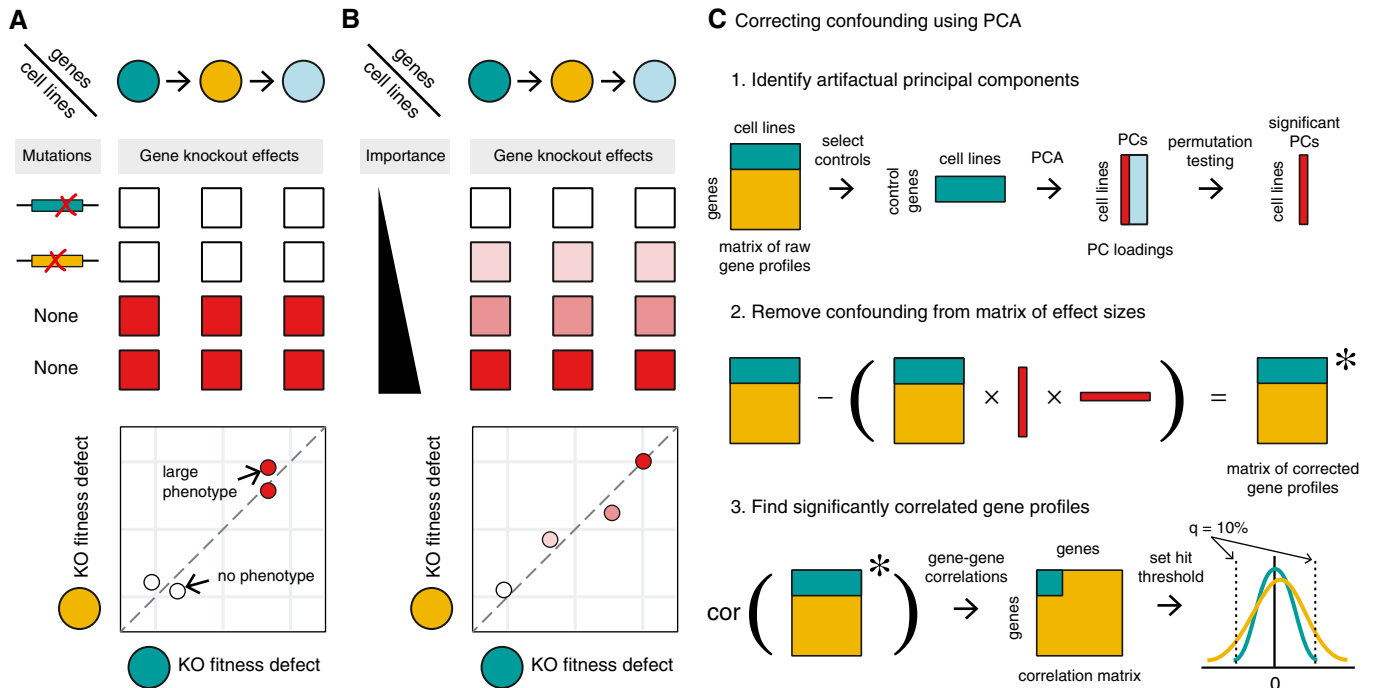 A
genes
cell lines
Mutations
Gene knockout effects
None
None
KO fitness defect
large
phenotype
no phenotype
KO fitness defect
B
genes
cell lines
Importance
Gene knockout effects
KO fitness defect
KO fitness defect
C Correcting confounding using PCA
1. Identify artifactual principal components
cell lines
genes
matrix of raw
gene profiles
select
controls
control
genes
cell lines
PCA
PCs
cell lines
PC loadings
permutation
testing
significant
PCs
cell lines
2. Remove confounding from matrix of effect sizes
− ( × × ) = *
matrix of corrected
gene profiles
3. Find significantly correlated gene profiles
cor ( * )
gene-gene
correlations
genes
genes
correlation matrix
set hit
threshold
q = 10%
0